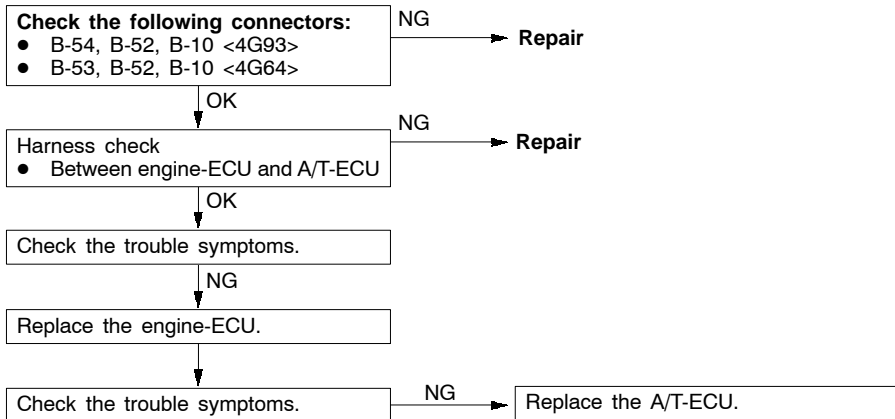 Check the following connectors:
● B-54, B-52, B-10 <4G93>
● B-53, B-52, B-10 <4G64>
NG
Repair
OK
Harness check
● Between engine-ECU and A/T-ECU
NG
Repair
OK
Check the trouble symptoms.
NG
Replace the engine-ECU.
Check the trouble symptoms.
NG
Replace the A/T-ECU.